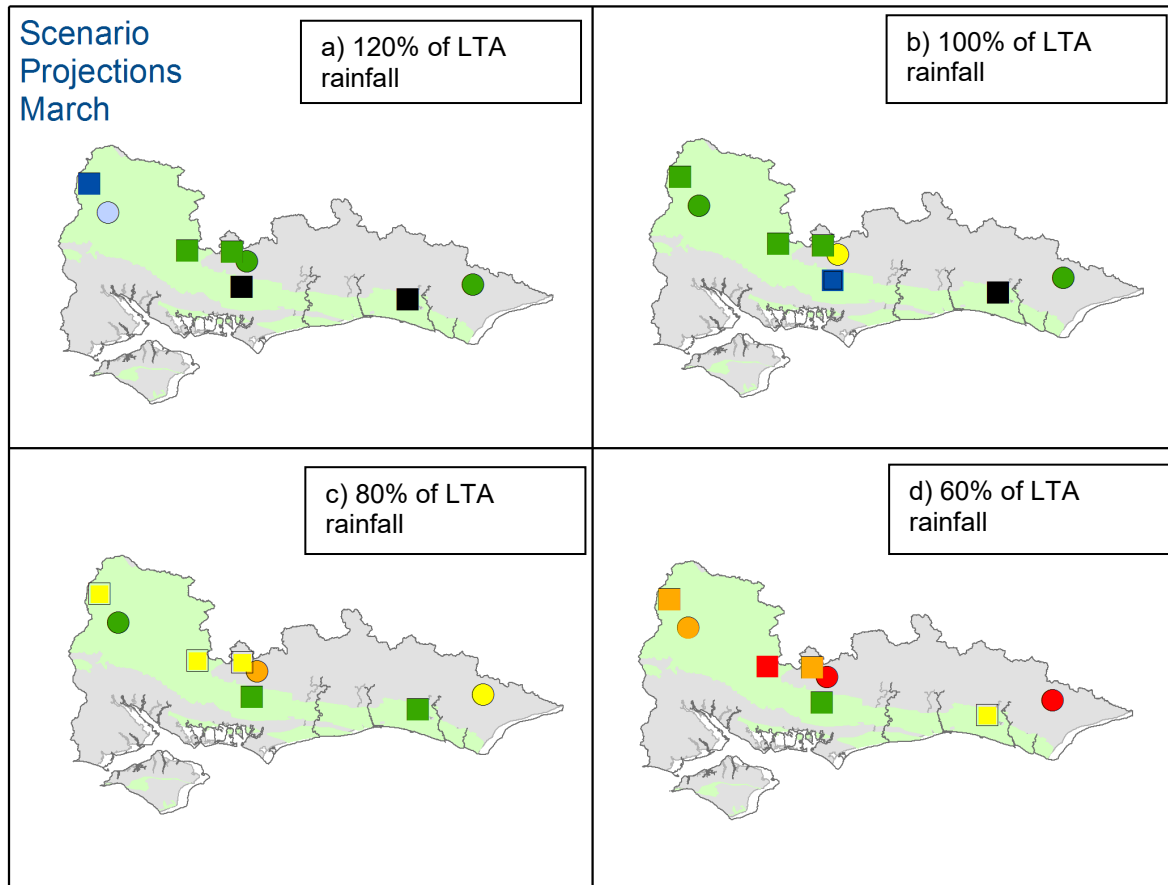 Scenario
Projections
March
a) 120% of LTA
rainfall
b) 100% of LTA
rainfall
c) 80% of LTA
rainfall
d) 60% of LTA
rainfall